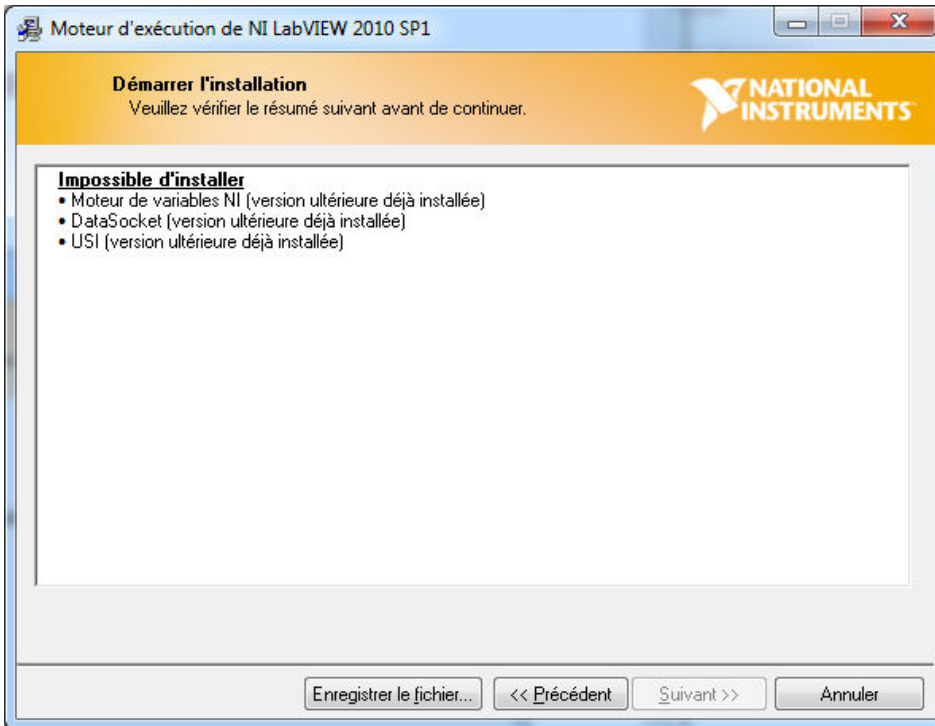 Moteur d'exécution de NI LabVIEW 2010 SP1
Démarrer l'installation
Veuillez vérifier le résumé suivant avant de continuer.
NATIONAL
INSTRUMENTS
Impossible d'installer
• Moteur de variables NI (version ultérieure déjà installée)
• DataSocket (version ultérieure déjà installée)
• USI (version ultérieure déjà installée)
Enregistrer le fichier...
<< Précédent
Suivant >>
Annuler